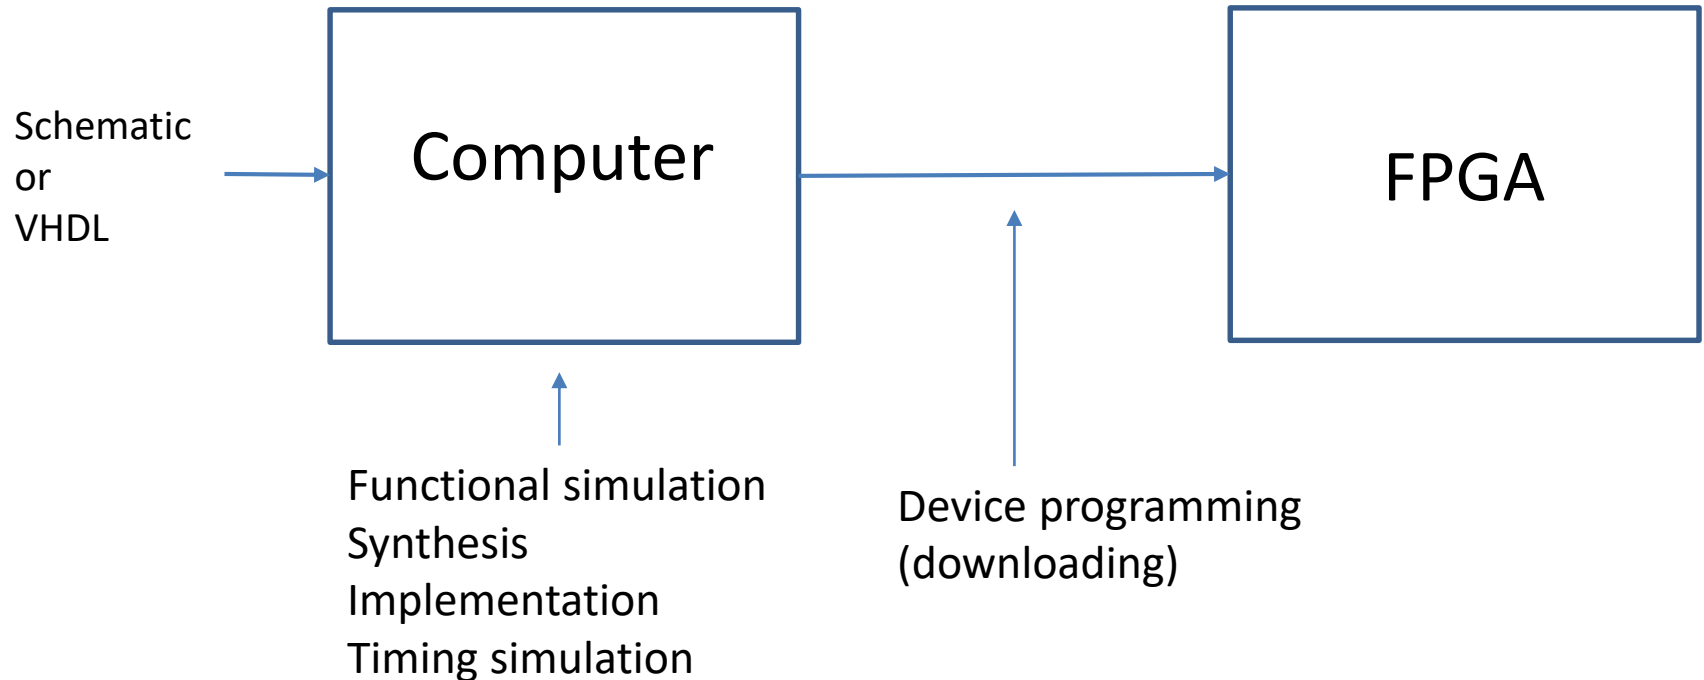 Schematic
or
VHDL
Computer
FPGA
Functional simulation
Synthesis
Implementation
Timing simulation
Device programming
(downloading)